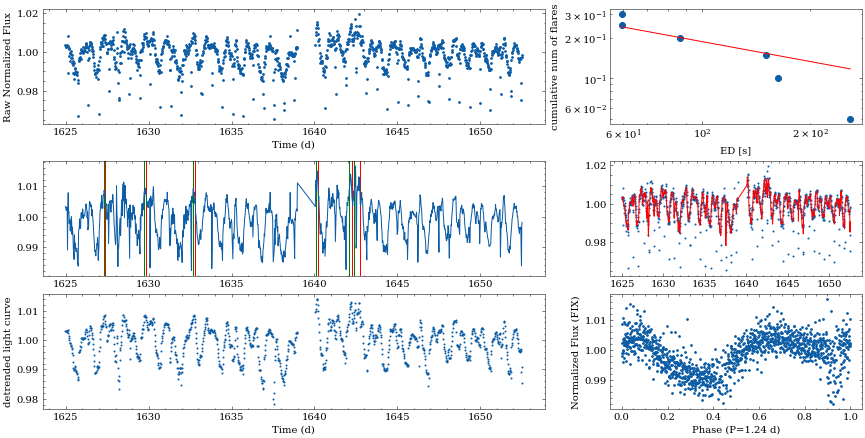 Raw Normalized Flux
1.02
1.00
0.98
1625 1630 1635 1640 1645 1650
Time (d)
cumulative num of flares
3 × 10⁻¹
2 × 10⁻¹
10⁻¹
6 × 10⁻²
6 × 10¹ 10² 2 × 10²
ED [s]
1.01
1.00
0.99
1625 1630 1635 1640 1645 1650
1.02
1.00
0.98
1625 1630 1635 1640 1645 1650
detrended light curve
1.01
1.00
0.99
0.98
1625 1630 1635 1640 1645 1650
Time (d)
Normalized Flux (FIX)
1.01
1.00
0.99
0.0 0.2 0.4 0.6 0.8 1.0
Phase (P=1.24 d)